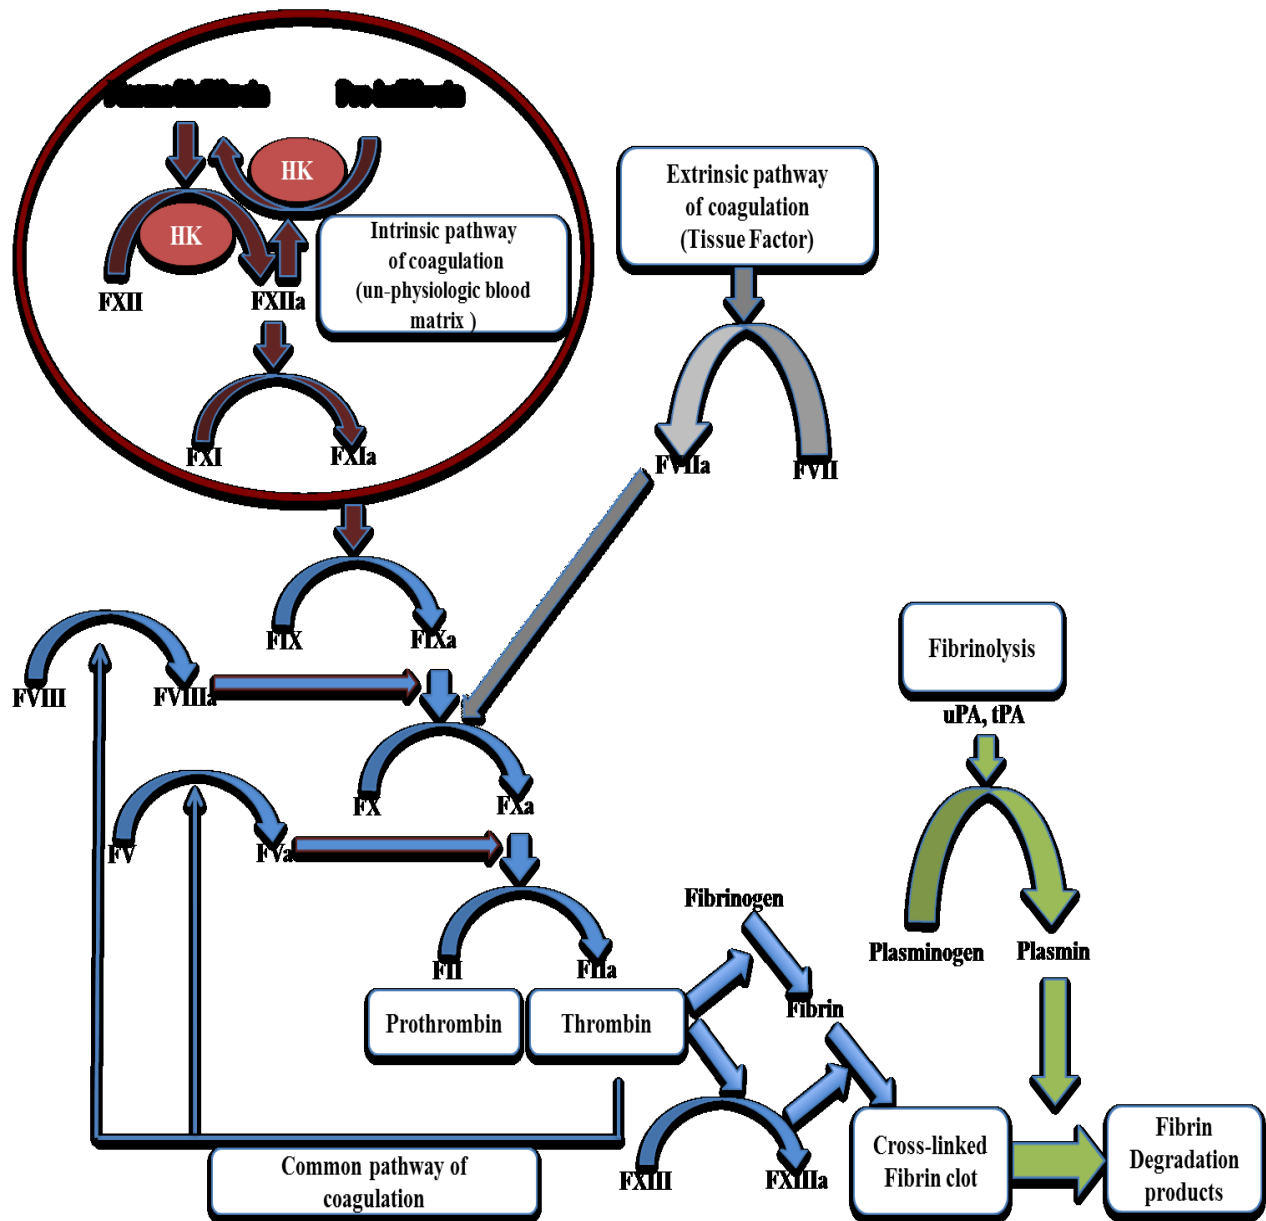 HK
HK
FXII
FXIIa
Intrinsic pathway
of coagulation
(un-physiologic blood
matrix )
FXI
FXIa
Extrinsic pathway
of coagulation
(Tissue Factor)
FVIIa
FVII
FIX
FIXa
FVIII
FVIIIa
FX
FXa
FV
FVa
FII
FIIa
Prothrombin
Thrombin
Fibrinogen
Fibrin
FXIII
FXIIIa
Common pathway of
coagulation
Fibrinolysis
uPA, tPA
Plasminogen
Plasmin
Cross-linked
Fibrin clot
Fibrin
Degradation
products